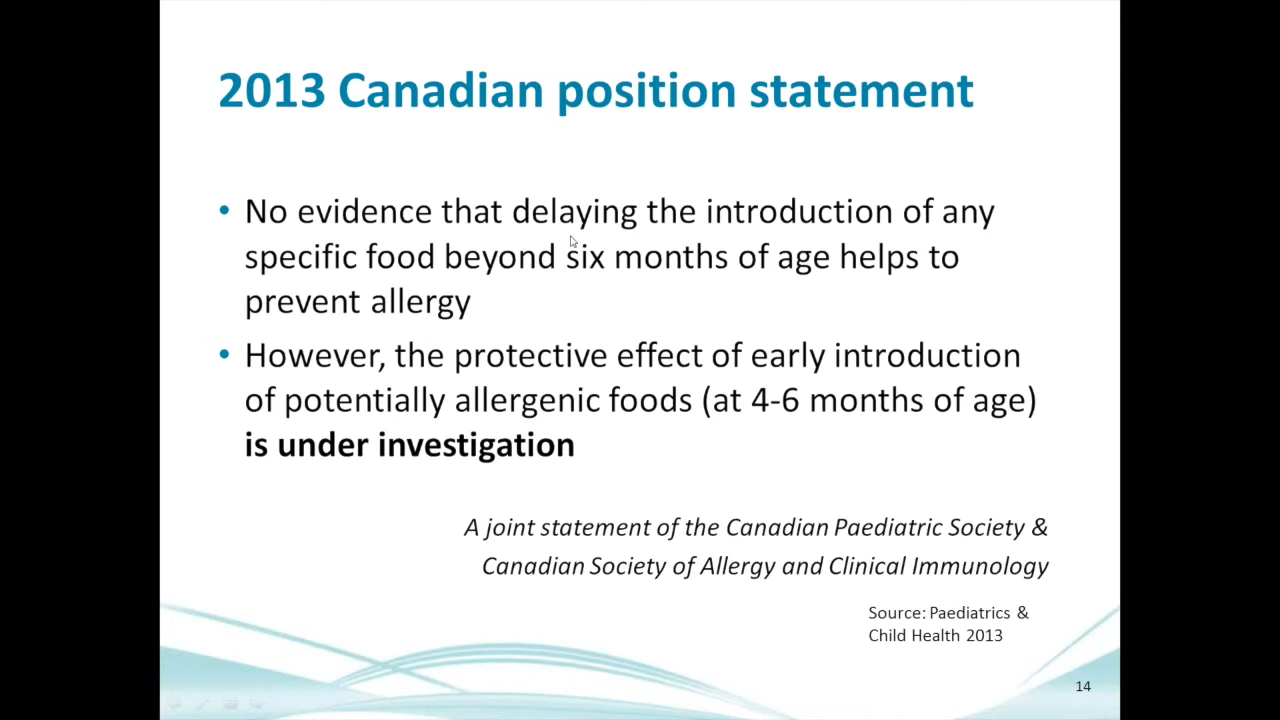 2013 Canadian position statement
• No evidence that delaying the introduction of any
specific food beyond six months of age helps to
prevent allergy
• However, the protective effect of early introduction
of potentially allergenic foods (at 4-6 months of age)
is under investigation
A joint statement of the Canadian Paediatric Society &
Canadian Society of Allergy and Clinical Immunology
Source: Paediatrics &
Child Health 2013
14